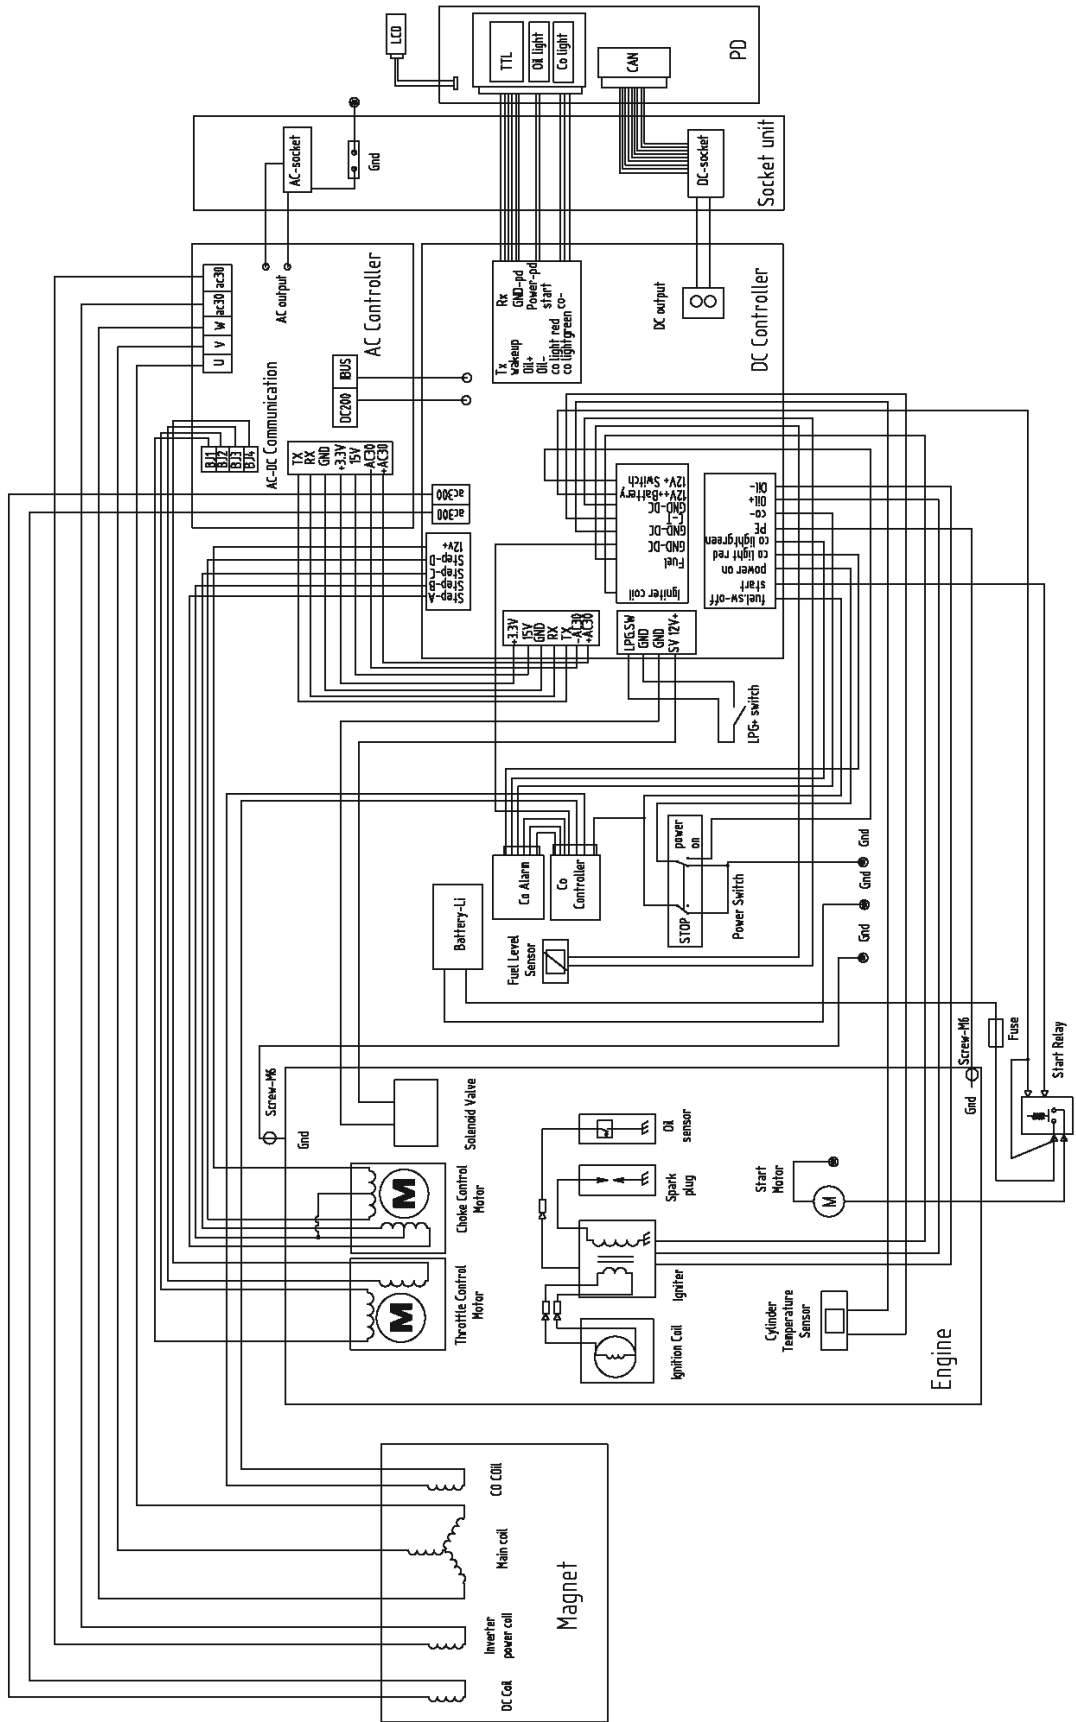 LCD
TTL
Oil light
Co light
CAN
PD
AC-socket
Gnd
DC-socket
Socket unit
ac30
ac30
W
V
U
AC output
AC Controller
Rx
GND-pd
Power-pd
start
co-
Tx
wakeup
Oil+
Oil-
co light red
co lightgreen
DC output
DC Controller
BJ1
BJ2
BJ3
BJ4
AC-DC Communication
IBUS
DC200
TX
RX
GND
+3.3V
15V
-AC30
+AC30
ac300
ac300
12v+
Step-D
Step-C
Step-B
Step-A
12V+ Switch
12V++Battery
GND-DC
C-T
GND-DC
GND-DC
Fuel
Igniter coil
Oil-
Oil+
co-
PE
co lightgreen
co light red
power on
start
fuel.sw-off
+3.3V
15V
GND
RX
TX
-AC30
+AC30
LPG.SW
GND
GND
SV 12V+
LPG+ switch
Battery-Li
Co Alarm
Co
Controller
power
on
STOP
Power Switch
Fuel Level
Sensor
Gnd
Gnd
Gnd
Screw-M6
Gnd
Solenoid Valve
Oil
sensor
Spark
plug
Start
Motor
M
Screw-M6
Gnd
Fuse
Start Relay
M
Choke Control
Motor
M
Throttle Control
Motor
Igniter
Ignition Coil
Cylinder
Temperature
Sensor
Engine
CO COil
Main coil
Inverter
power coil
DC Coil
Magnet